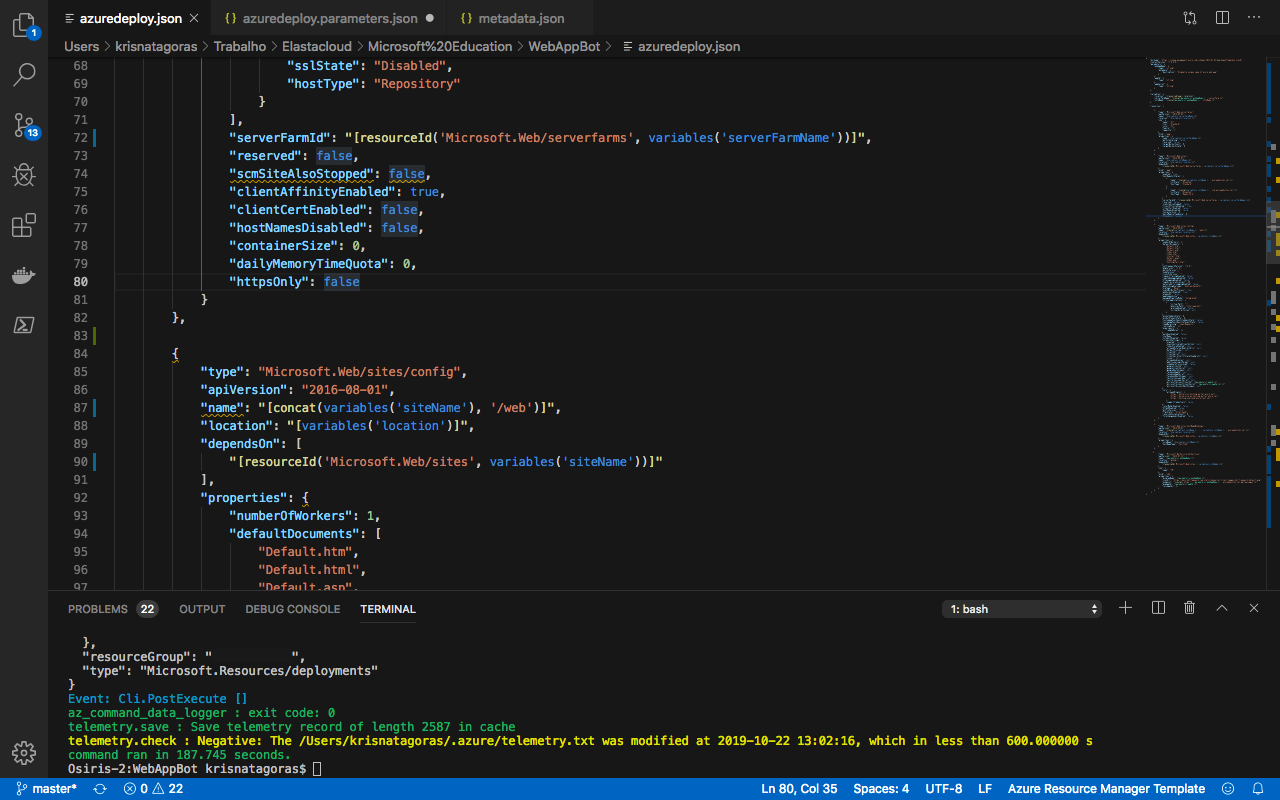 azuredeploy.json
azuredeploy.parameters.json
metadata.json
1
13
Users > krisnatagoras > Trabalho > Elastacloud > Microsoft%20Education > WebAppBot > azuredeploy.json
68 "sslState": "Disabled",
69 "hostType": "Repository"
70 }
71 ],
72 "serverFarmId": "[resourceId('Microsoft.Web/serverfarms', variables('serverFarmName'))]",
73 "reserved": false,
74 "scmSiteAlsoStopped": false,
75 "clientAffinityEnabled": true,
76 "clientCertEnabled": false,
77 "hostNamesDisabled": false,
78 "containerSize": 0,
79 "dailyMemoryTimeQuota": 0,
80 "httpsOnly": false
81 }
82 },
83
84 {
85 "type": "Microsoft.Web/sites/config",
86 "apiVersion": "2016-08-01",
87 "name": "[concat(variables('siteName'), '/web')]",
88 "location": "[variables('location')]",
89 "dependsOn": [
90 "[resourceId('Microsoft.Web/sites', variables('siteName'))]"
91 ],
92 "properties": {
93 "numberOfWorkers": 1,
94 "defaultDocuments": [
95 "Default.htm",
96 "Default.html",
97 "Default.asp",
PROBLEMS 22 OUTPUT DEBUG CONSOLE TERMINAL 1: bash
},
"resourceGroup": " ",
"type": "Microsoft.Resources/deployments"
}
Event: Cli.PostExecute []
az_command_data_logger : exit code: 0
telemetry.save : Save telemetry record of length 2587 in cache
telemetry.check : Negative: The /Users/krisnatagoras/.azure/telemetry.txt was modified at 2019-10-22 13:02:16, which in less than 600.000000 s
command ran in 187.745 seconds.
Osiris-2:WebAppBot krisnatagoras$
master* 0 22 Ln 80, Col 35 Spaces: 4 UTF-8 LF Azure Resource Manager Template